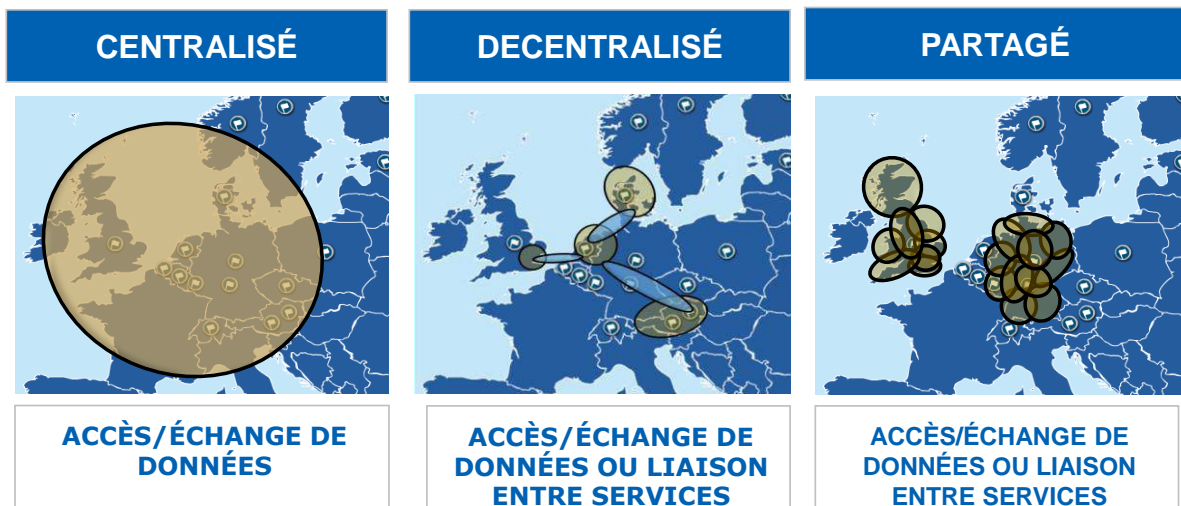 CENTRALISÉ
DECENTRALISÉ
PARTAGÉ
ACCÈS/ÉCHANGE DE
DONNÉES
ACCÈS/ÉCHANGE DE
DONNÉES OU LIAISON
ENTRE SERVICES
ACCÈS/ÉCHANGE DE
DONNÉES OU LIAISON
ENTRE SERVICES